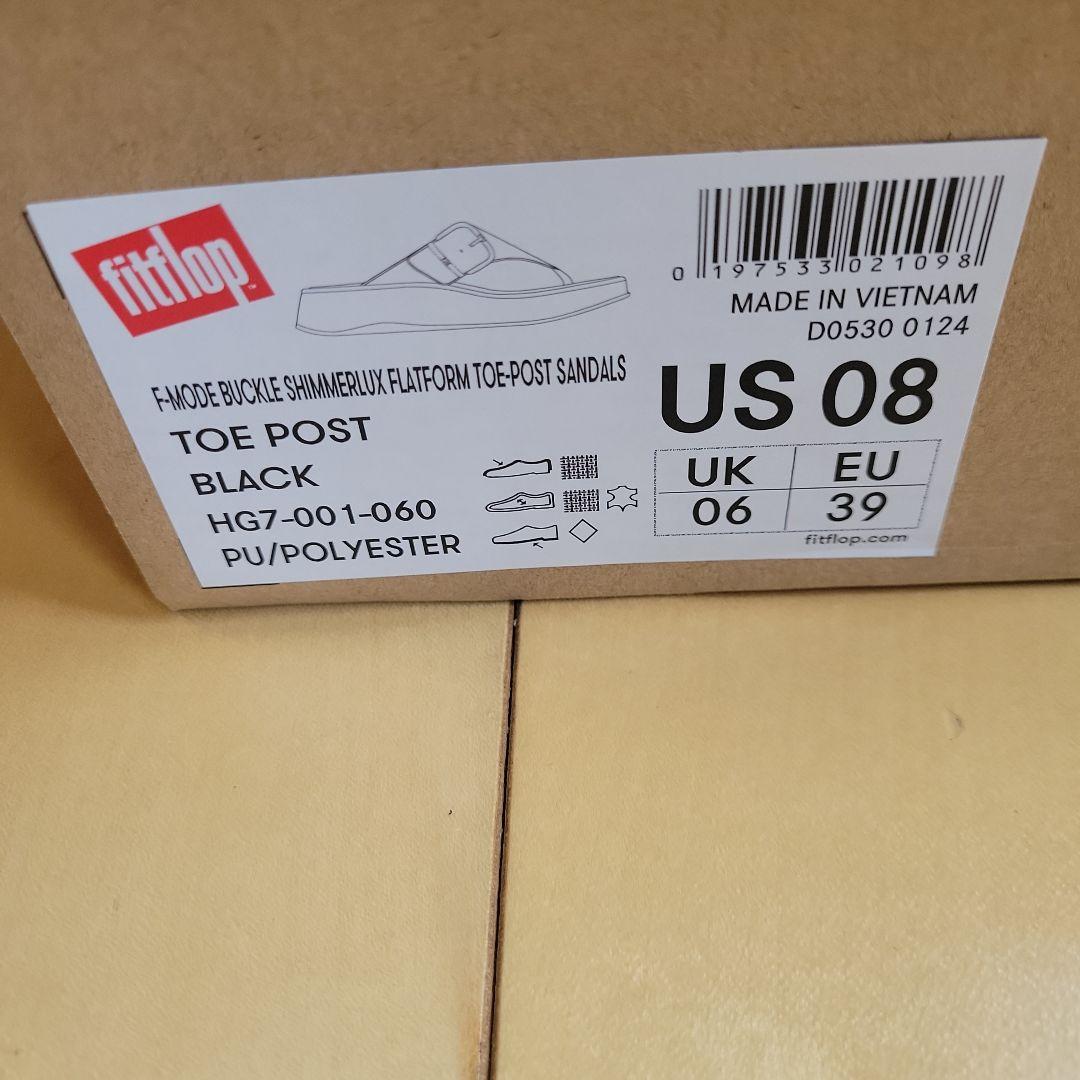 fitflop™
0 197533 021098
MADE IN VIETNAM
D0530 0124
F-MODE BUCKLE SHIMMERLUX FLATFORM TOE-POST SANDALS
TOE POST
BLACK
HG7-001-060
PU/POLYESTER
US 08
UK EU
06 39
fitflop.com